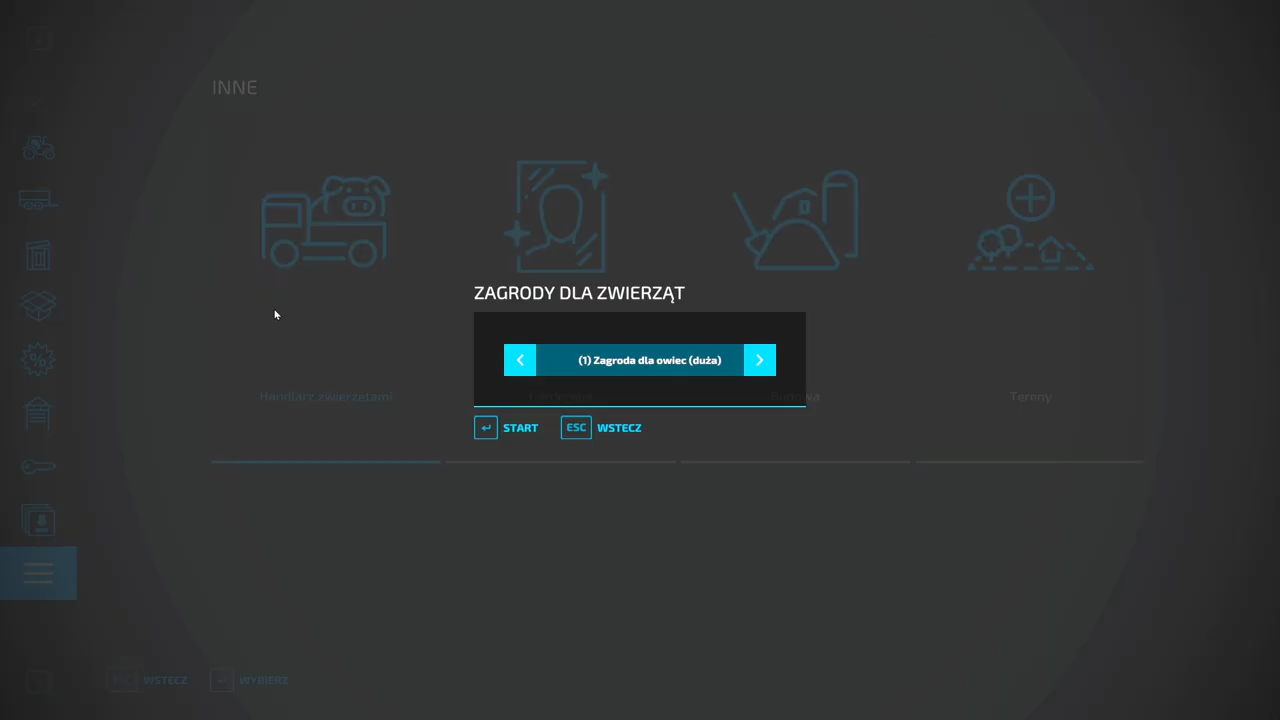 INNE
ZAGRODY DLA ZWIERZĄT
(1) Zagroda dla owiec (duża)
Handlarz zwierzętami
Budowa
Tereny
START
ESC
WSTECZ
ESC
WSTECZ
WYBIERZ